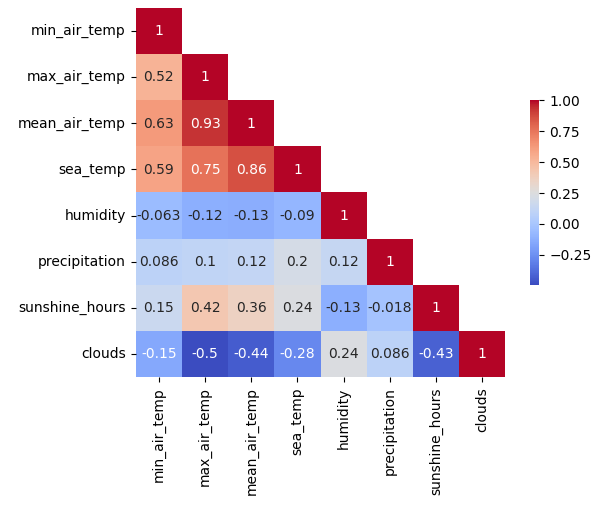 min_air_temp 1
max_air_temp 0.52 1
mean_air_temp 0.63 0.93 1
sea_temp 0.59 0.75 0.86 1
humidity -0.063 -0.12 -0.13 -0.09 1
precipitation 0.086 0.1 0.12 0.2 0.12 1
sunshine_hours 0.15 0.42 0.36 0.24 -0.13 -0.018 1
clouds -0.15 -0.5 -0.44 -0.28 0.24 0.086 -0.43 1
min_air_temp
max_air_temp
mean_air_temp
sea_temp
humidity
precipitation
sunshine_hours
clouds
1.00
0.75
0.50
0.25
0.00
−0.25